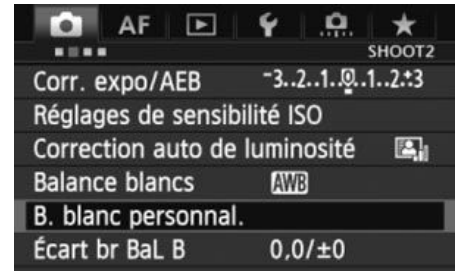 AF
SHOOT2
Corr. expo/AEB -3..2..1..0..1..2.+3
Réglages de sensibilité ISO
Correction auto de luminosité
Balance blancs AWB
B. blanc personnal.
Écart br BaL B 0,0/±0